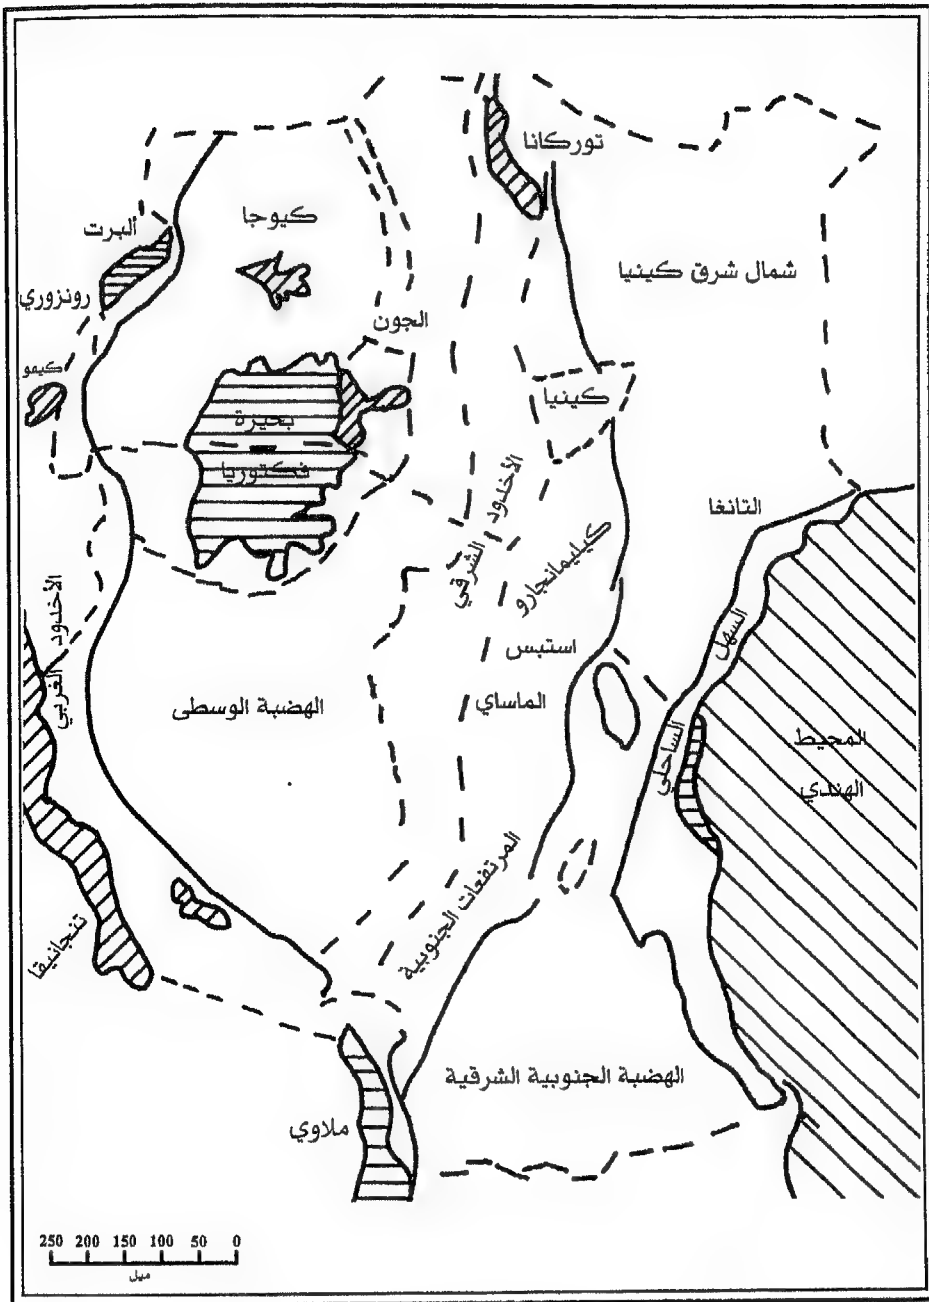 توركانا
كيوجا
ألبرت
شمال شرق كينيا
رونزوري
الجون
كيفو
كينيا
بحيرة
فكتوريا
الأخدود الشرقي
التانغا
كيليمانجارو
السهل الساحلي
الأخدود الغربي
استبس
الماساي
الهضبة الوسطى
المحيط
الهندي
المرتفعات الجنوبية
تنجانيقا
الهضبة الجنوبية الشرقية
ملاوي
250 200 150 100 50 0
ميل